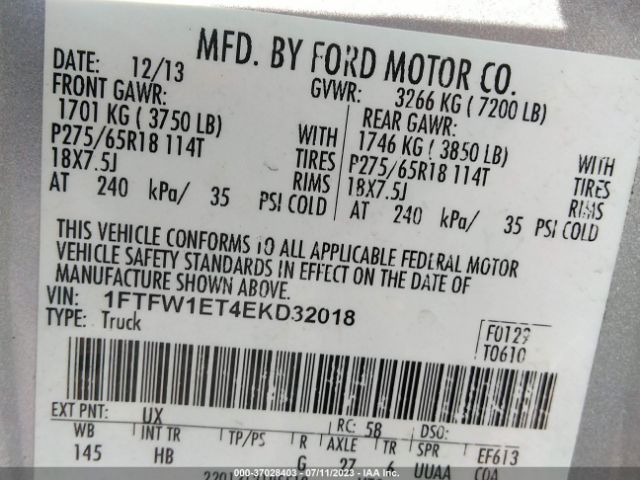 MFD. BY FORD MOTOR CO.
DATE: 12/13 GVWR: 3266 KG ( 7200 LB)
FRONT GAWR: REAR GAWR:
1701 KG ( 3750 LB) WITH 1746 KG ( 3850 LB) WITH
P275/65R18 114T TIRES P275/65R18 114T TIRES
18X7.5J RIMS 18X7.5J RIMS
AT 240 kPa/ 35 PSI COLD AT 240 kPa/ 35 PSI COLD
THIS VEHICLE CONFORMS TO ALL APPLICABLE FEDERAL MOTOR
VEHICLE SAFETY STANDARDS IN EFFECT ON THE DATE OF
MANUFACTURE SHOWN ABOVE.
VIN: 1FTFW1ET4EKD32018
TYPE: Truck F0129
T0610
EXT PNT: UX RC: 58 DSO:
WB INT TR TP/PS R AXLE TR SPR EF613
145 HB G 27 6 UUAA C0A
000-37028403 - 07/11/2023 - IAAI.com